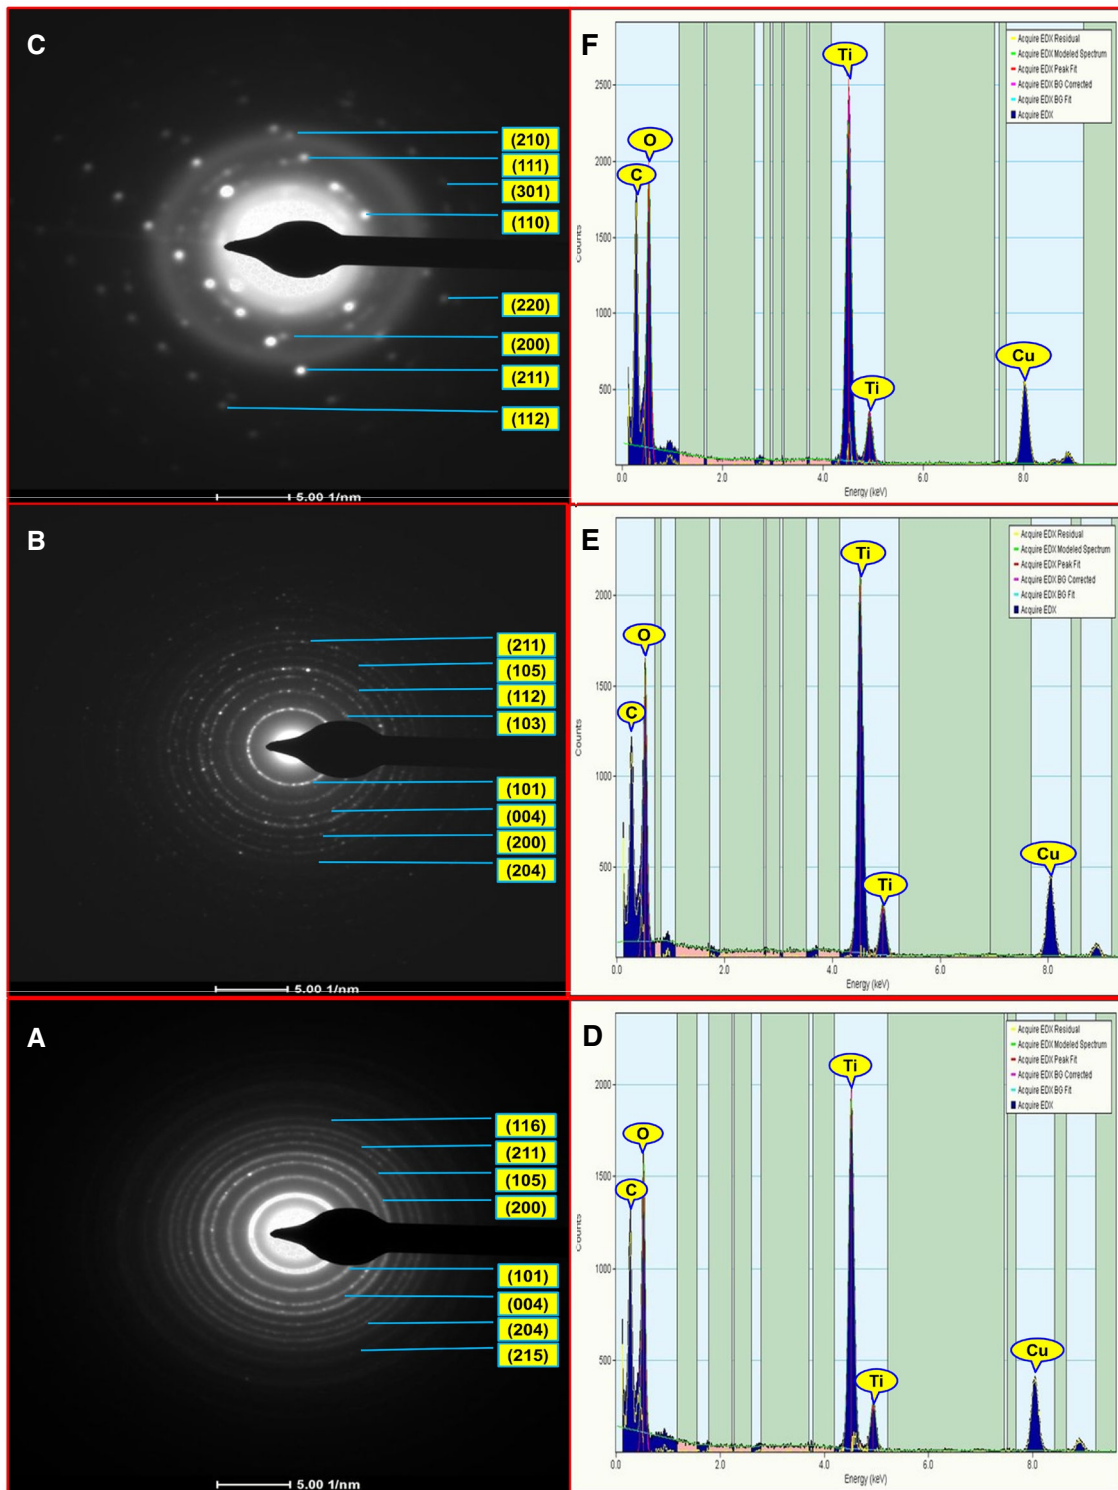 C
(210)
(111)
(301)
(110)
(220)
(200)
(211)
(112)
5.00 1/nm
F
Acquire EDX Residual
Acquire EDX Modeled Spectrum
Acquire EDX Peak Fit
Acquire EDX BG Corrected
Acquire EDX BG Fit
Acquire EDX
Ti
O
C
Ti
Cu
2500
2000
1500
1000
500
Counts
0.0 2.0 4.0 6.0 8.0
Energy (keV)
B
(211)
(105)
(112)
(103)
(101)
(004)
(200)
(204)
5.00 1/nm
E
Acquire EDX Residual
Acquire EDX Modeled Spectrum
Acquire EDX Peak Fit
Acquire EDX BG Corrected
Acquire EDX BG Fit
Acquire EDX
Ti
O
C
Ti
Cu
2000
1500
1000
500
Counts
0.0 2.0 4.0 6.0 8.0
Energy (keV)
A
(116)
(211)
(105)
(200)
(101)
(004)
(204)
(215)
5.00 1/nm
D
Acquire EDX Residual
Acquire EDX Modeled Spectrum
Acquire EDX Peak Fit
Acquire EDX BG Corrected
Acquire EDX BG Fit
Acquire EDX
Ti
O
C
Ti
Cu
2000
1500
1000
500
Counts
0.0 2.0 4.0 6.0 8.0
Energy (keV)